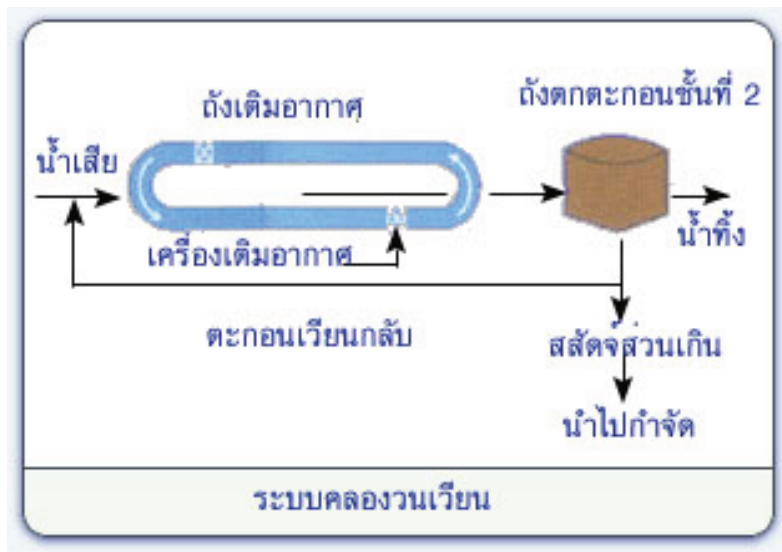 ถังเติมอากาศ
ถังตกตะกอนชั้นที่ 2
น้ำเสีย
น้ำทิ้ง
เครื่องเติมอากาศ
ตะกอนเวียนกลับ
สสัดจ์ส่วนเกิน
นำไปกำจัด
ระบบคลองวนเวียน